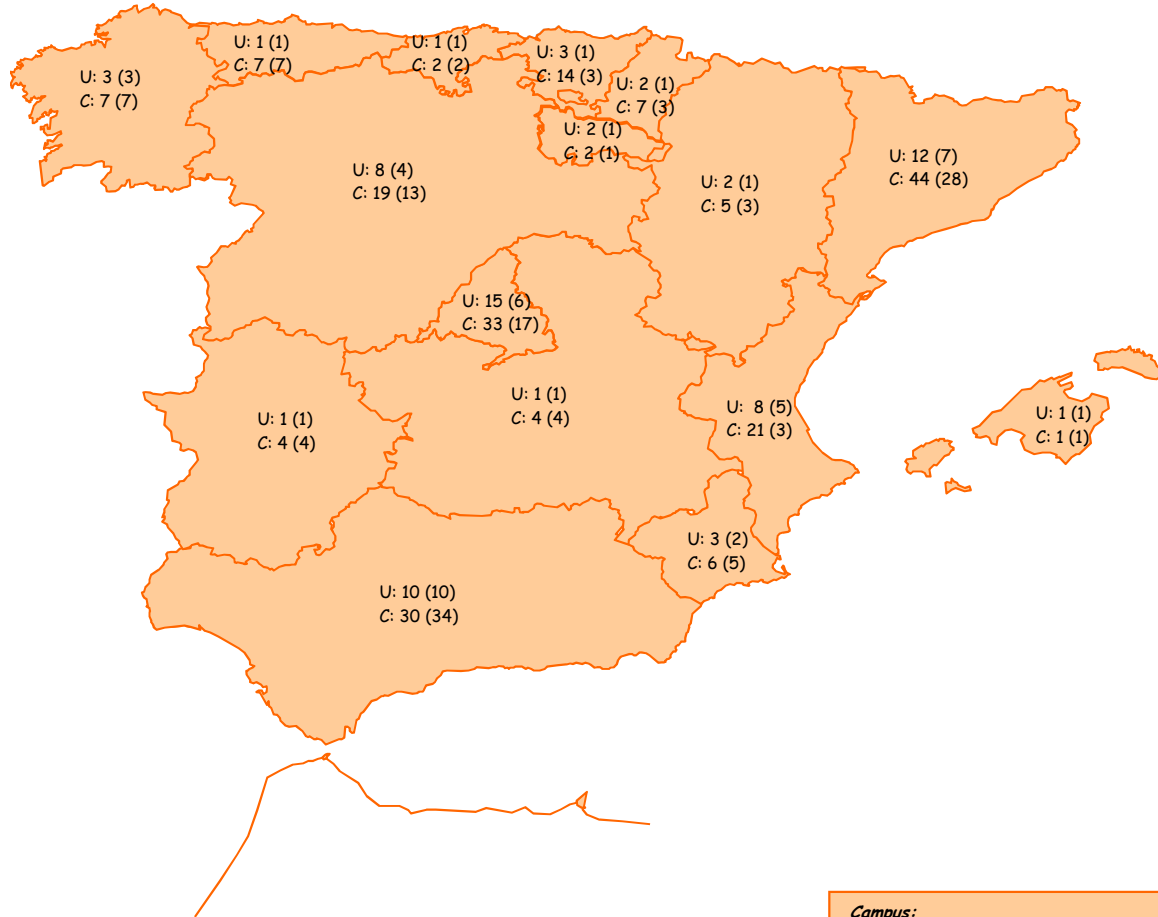 U: 1 (1)
C: 7 (7)
U: 1 (1)
C: 2 (2)
U: 3 (1)
C: 14 (3)
U: 3 (3)
C: 7 (7)
U: 2 (1)
C: 7 (3)
U: 2 (1)
C: 2 (1)
U: 8 (4)
C: 19 (13)
U: 2 (1)
C: 5 (3)
U: 12 (7)
C: 44 (28)
U: 15 (6)
C: 33 (17)
U: 1 (1)
C: 4 (4)
U: 1 (1)
C: 4 (4)
U: 8 (5)
C: 21 (3)
U: 1 (1)
C: 1 (1)
U: 3 (2)
C: 6 (5)
U: 10 (10)
C: 30 (34)
Campus: